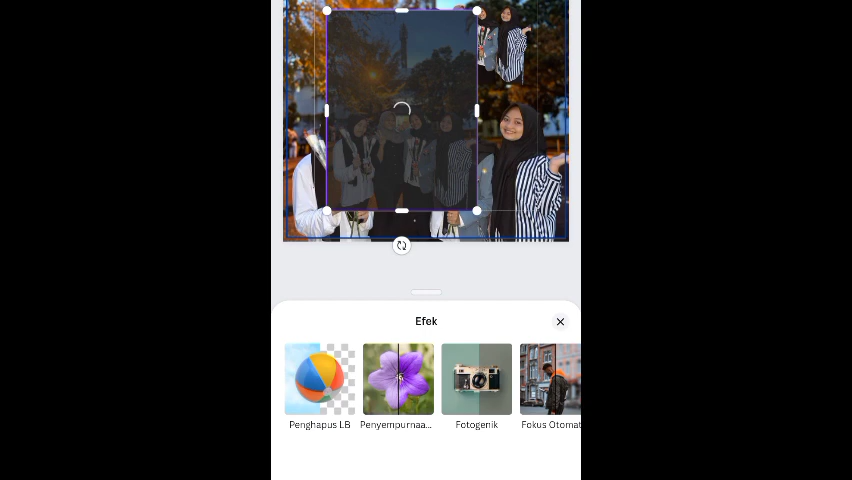 Efek
Penghapus LB
Penyempurnaa...
Fotogenik
Fokus Otomat